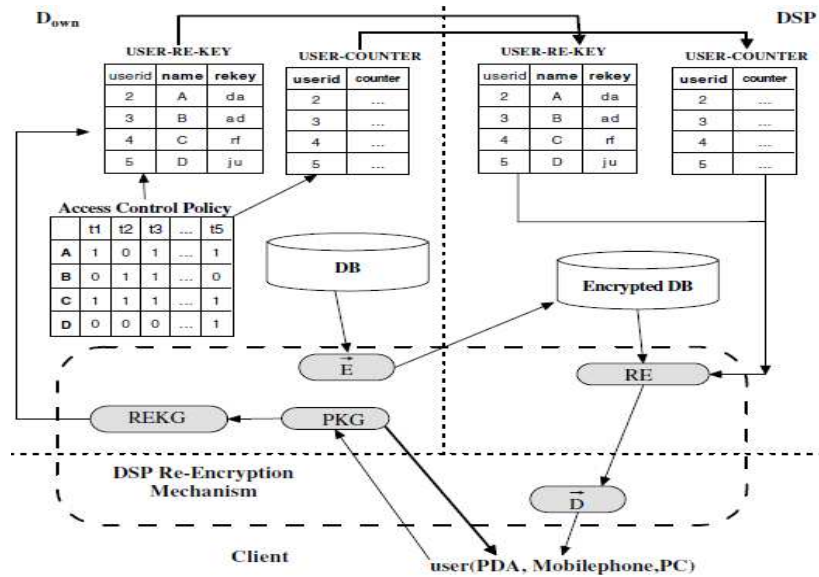 D own
DSP
USER-RE-KEY
userid name rekey
2 A da
3 B ad
4 C rf
5 D ju
USER-COUNTER
userid counter
2 ...
3 ...
4 ...
5 ...
USER-RE-KEY
userid name rekey
2 A da
3 B ad
4 C rf
5 D ju
USER-COUNTER
userid counter
2 ...
3 ...
4 ...
5 ...
Access Control Policy
t1 t2 t3 ... t5
A 1 0 1 ... 1
B 0 1 1 ... 0
C 1 1 1 ... 1
D 0 0 0 ... 1
DB
Encrypted DB
E
RE
REKG
PKG
DSP Re-Encryption
Mechanism
D
Client
user(PDA, Mobilephone,PC)